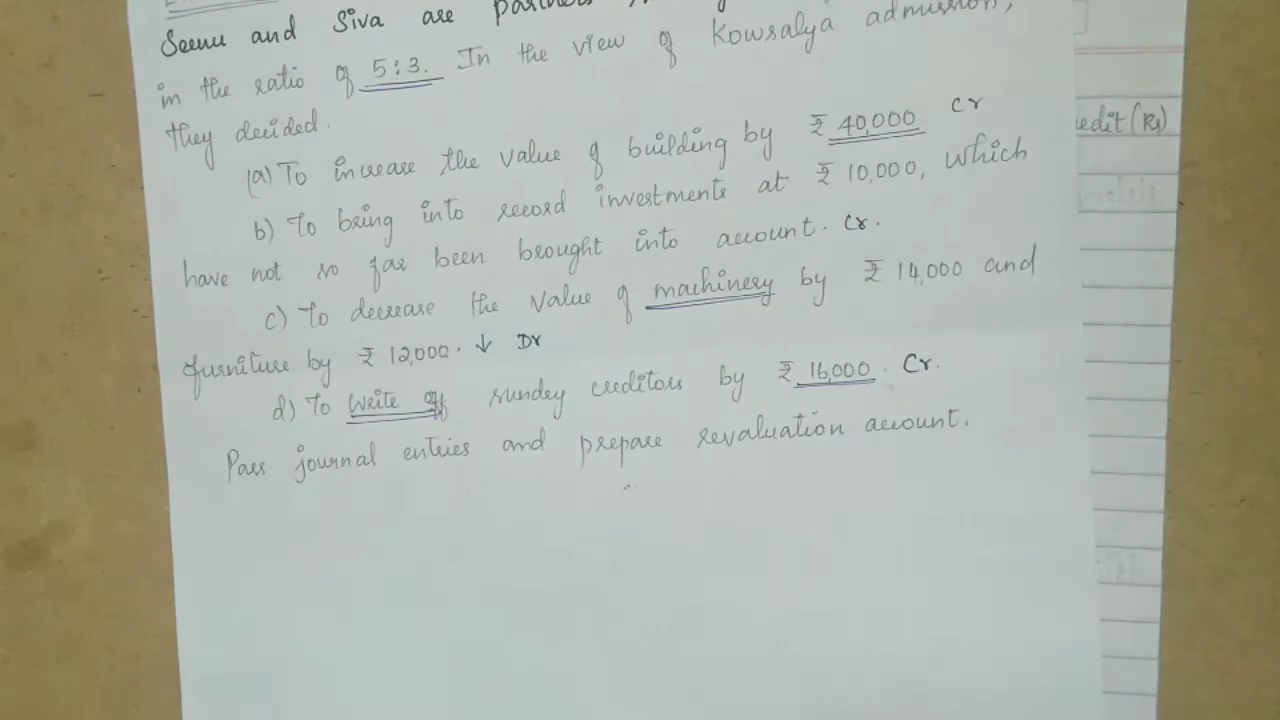 Seenu and Siva are partners
in the ratio of 5:3. In the view of Kowsalya admission,
they decided.
(a) To increase the value of building by ₹ 40,000 Cr
b) To bring into record investments at ₹ 10,000, which
have not so far been brought into account. Cr.
c) To decrease the value of machinery by ₹ 14,000 and
furniture by ₹ 12,000. ↓ Dr
d) To Write off sundry creditors by ₹ 16,000. Cr.
Pass journal entries and prepare revaluation account.
edit (Rs)